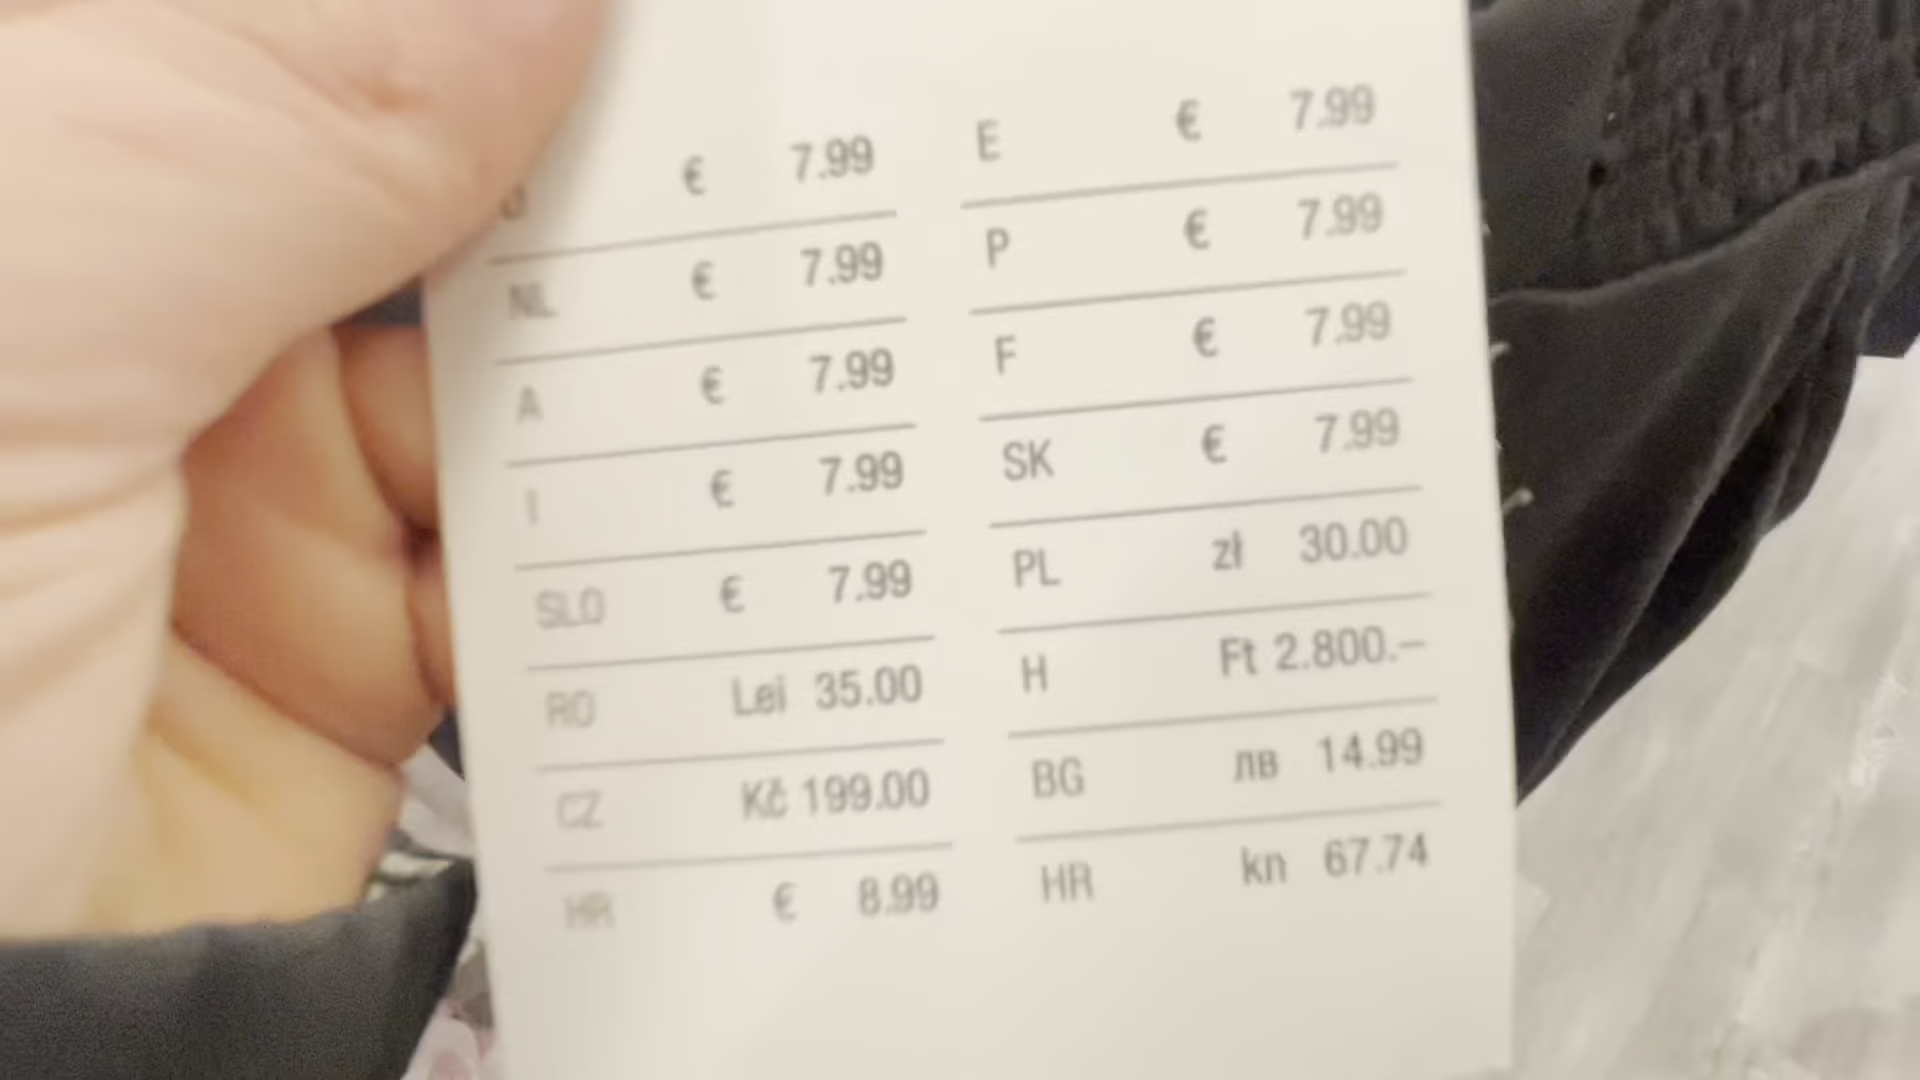 € 7.99
NL € 7.99
A € 7.99
I € 7.99
SLO € 7.99
RO Lei 35.00
CZ Kč 199.00
HR € 8.99
E € 7.99
P € 7.99
F € 7.99
SK € 7.99
PL zł 30.00
H Ft 2.800.–
BG лв 14.99
HR kn 67.74